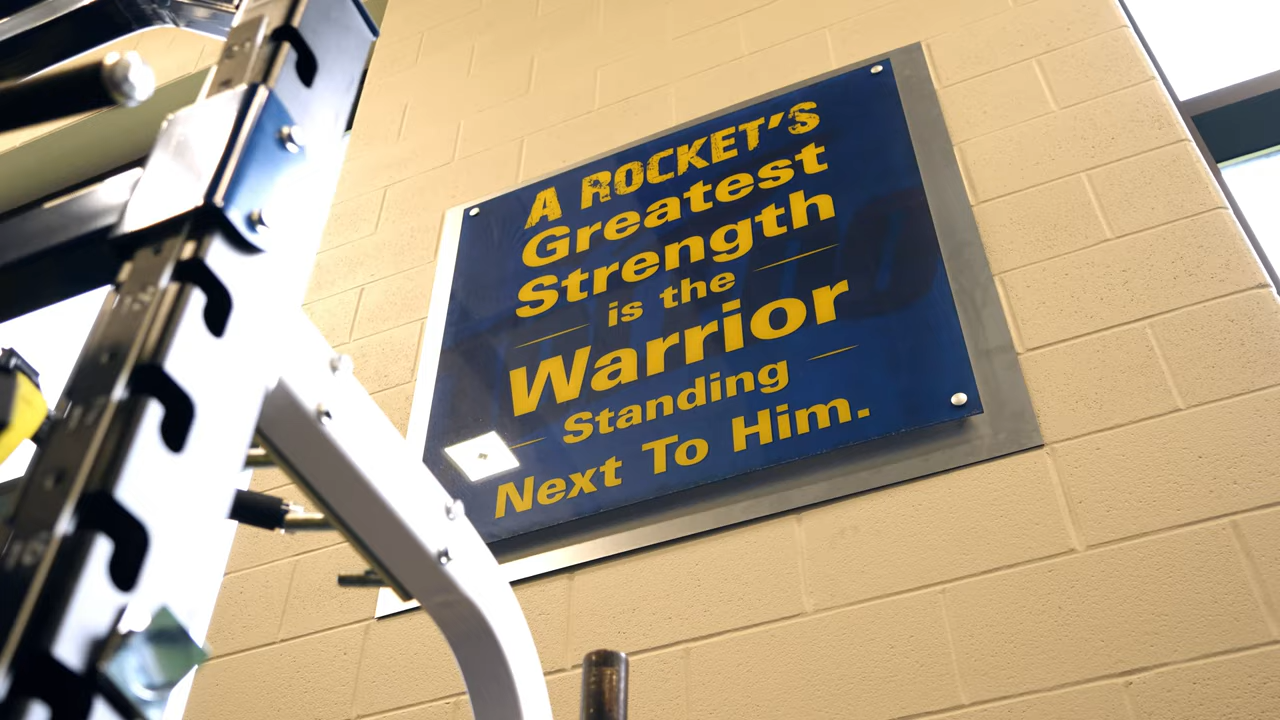 A ROCKET'S
Greatest
Strength
is the
Warrior
Standing
Next To Him.